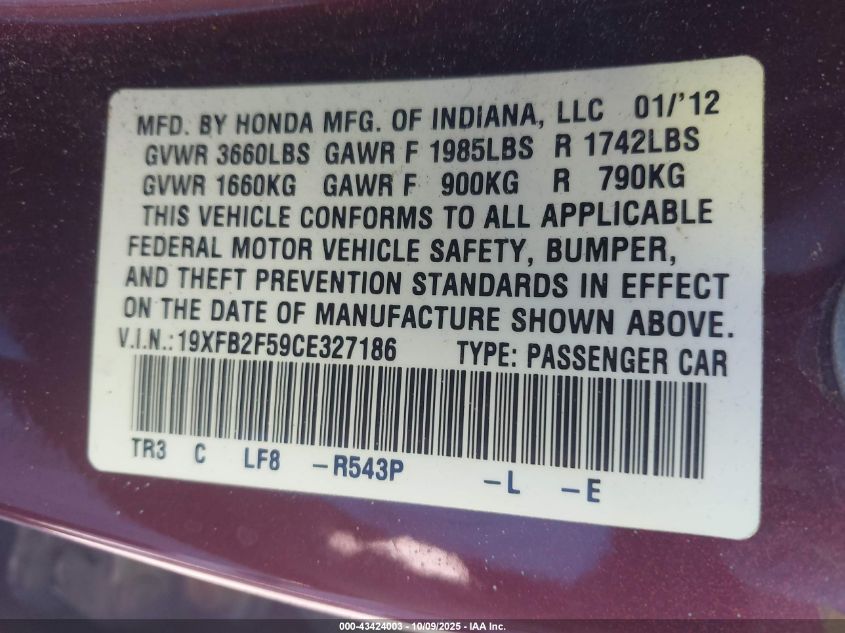 MFD. BY HONDA MFG. OF INDIANA, LLC 01/'12
GVWR 3660LBS GAWR F 1985LBS R 1742LBS
GVWR 1660KG GAWR F 900KG R 790KG
THIS VEHICLE CONFORMS TO ALL APPLICABLE
FEDERAL MOTOR VEHICLE SAFETY, BUMPER,
AND THEFT PREVENTION STANDARDS IN EFFECT
ON THE DATE OF MANUFACTURE SHOWN ABOVE.
V.I.N.:19XFB2F59CE327186 TYPE: PASSENGER CAR
TR3 C LF8 -R543P -L -E
000-43424003 - 10/09/2025 - IAA Inc.